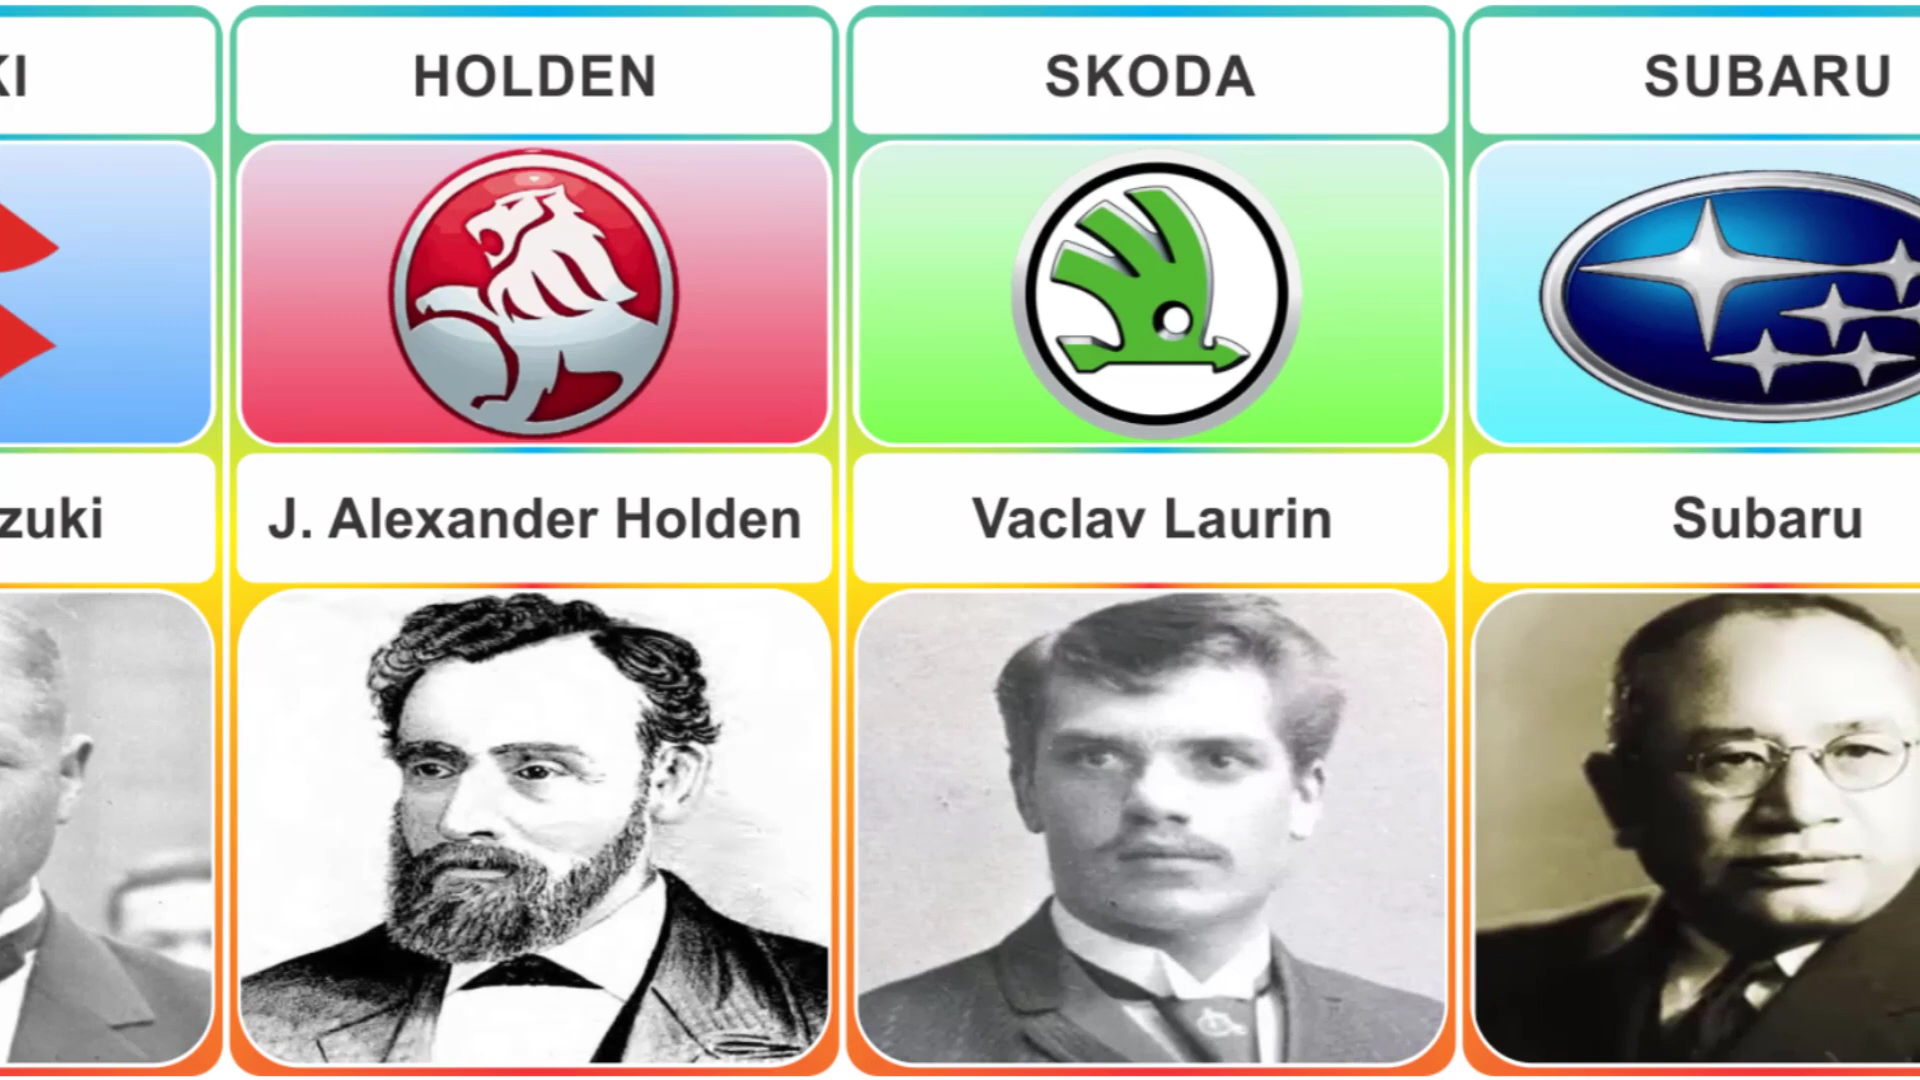 KI
HOLDEN
SKODA
SUBARU
zuki
J. Alexander Holden
Vaclav Laurin
Subaru